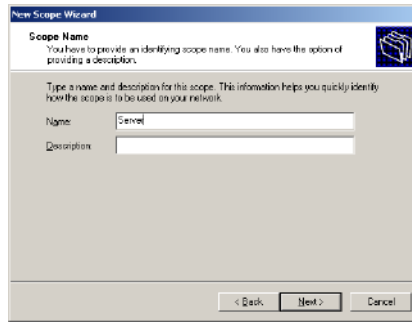 New Scope Wizard
Scope Name
You have to provide an identifying scope name. You also have the option of
providing a description.
Type a name and description for this scope. This information helps you quickly identify
how the scope is to be used on your network.
Name: Server
Description:
< Back Next > Cancel